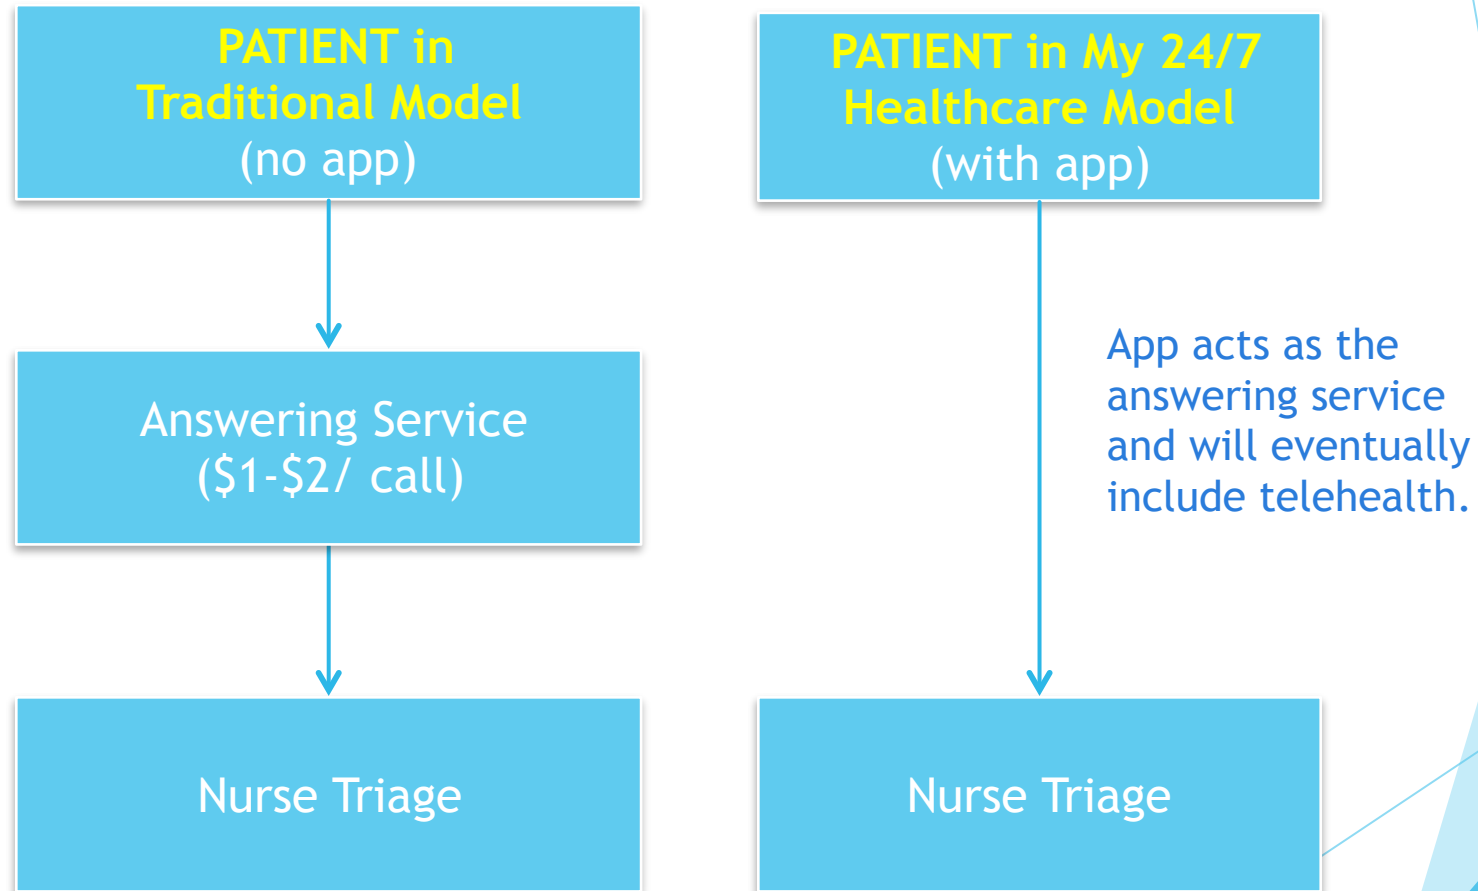 PATIENT in
Traditional Model
(no app)
PATIENT in My 24/7
Healthcare Model
(with app)
App acts as the
answering service
and will eventually
include telehealth.
Answering Service
($1-$2/ call)
Nurse Triage
Nurse Triage